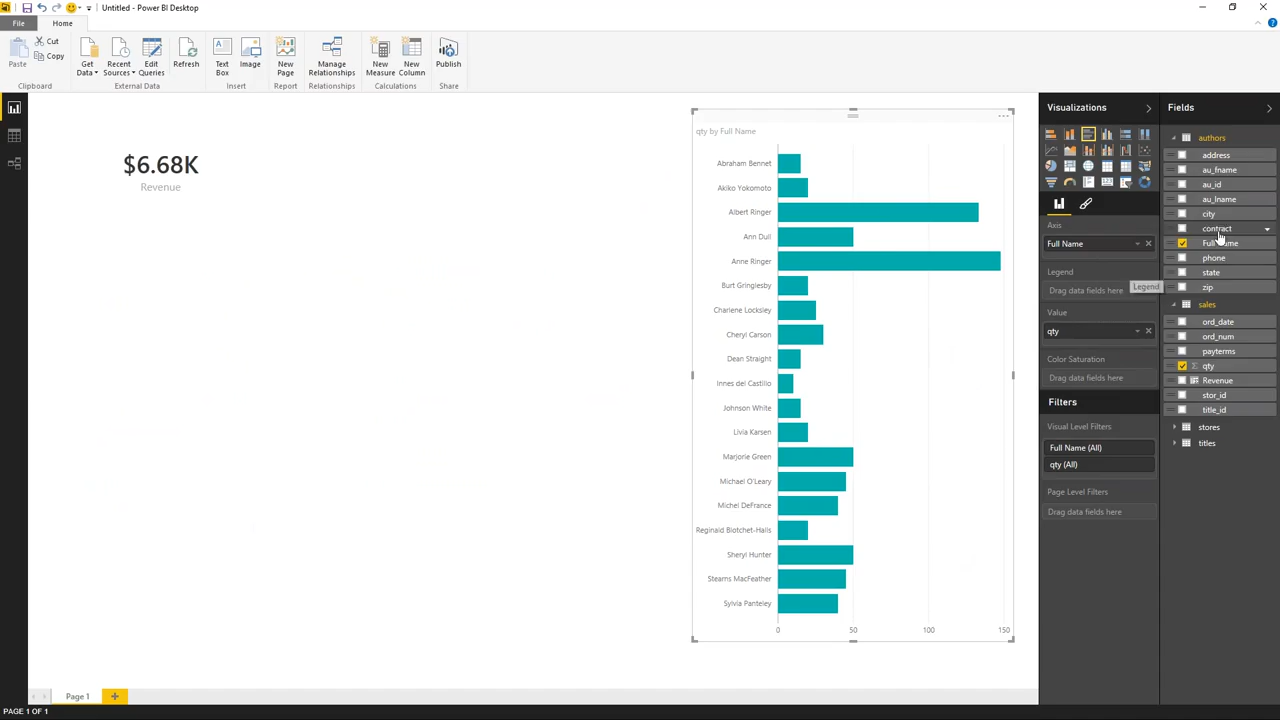 Untitled - Power BI Desktop
File
Home
Paste
Cut
Copy
Clipboard
Get Data
Recent Sources
Edit Queries
Refresh
External Data
Text Box
Image
Insert
New Page
Report
Manage Relationships
Relationships
New Measure
New Column
Calculations
Publish
Share
$6.68K
Revenue
qty by Full Name
Abraham Bennet
Akiko Yokomoto
Albert Ringer
Ann Dull
Anne Ringer
Burt Gringlesby
Charlene Locksley
Cheryl Carson
Dean Straight
Innes del Castillo
Johnson White
Livia Karsen
Marjorie Green
Michael O'Leary
Michel DeFrance
Reginald Blotchet-Halls
Sheryl Hunter
Stearns MacFeather
Sylvia Panteley
0 50 100 150
Visualizations
Axis
Full Name
Legend
Drag data fields here
Legend
Value
qty
Color Saturation
Drag data fields here
Filters
Visual Level Filters
Full Name (All)
qty (All)
Page Level Filters
Drag data fields here
Fields
authors
address
au_fname
au_id
au_lname
city
contract
Full Name
phone
state
zip
sales
ord_date
ord_num
payterms
qty
Revenue
stor_id
title_id
stores
titles
Page 1
PAGE 1 OF 1